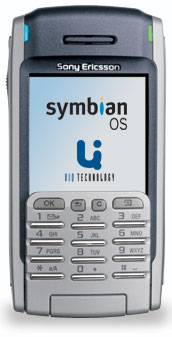 Sony Ericsson
symbian
OS
UIQ TECHNOLOGY
OK C
1 2 ABC 3 DEF
4 GHI 5 JKL 6 MNO
7 PQRS 8 TUV 9 WXYZ
* a/A 0 + #